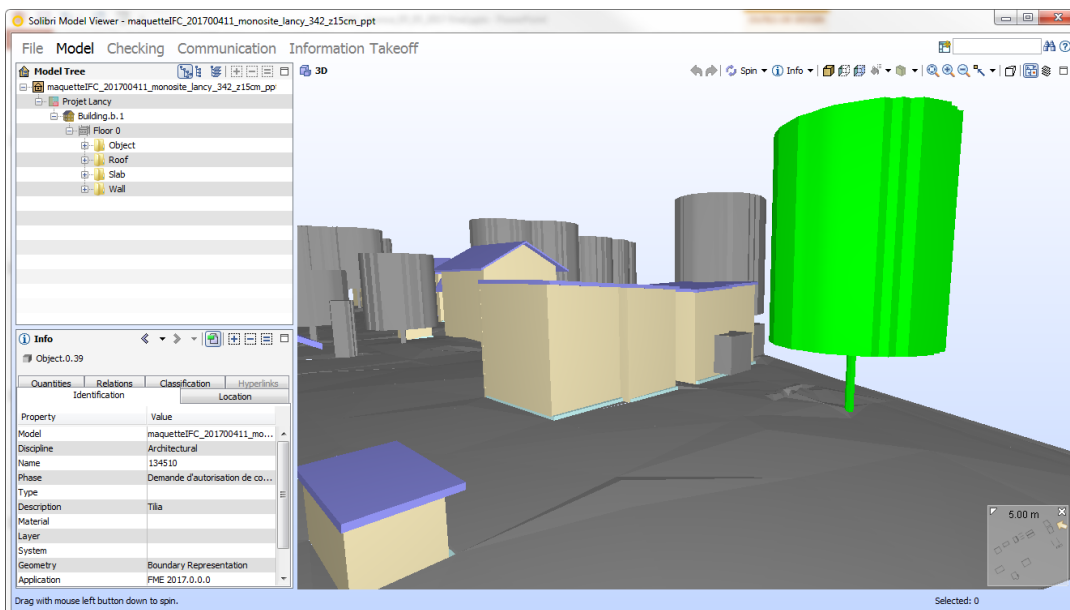 Solibri Model Viewer - maquetteIFC_201700411_monosite_lancy_342_z15cm_ppt
File Model Checking Communication Information Takeoff
Model Tree
maquetteIFC_201700411_monosite_lancy_342_z15cm_pp
Projet Lancy
Building.b.1
Floor 0
Object
Roof
Slab
Wall
3D
Spin Info
Info
Object.0.39
Quantities Relations Classification Hyperlinks
Identification Location
Property Value
Model maquetteIFC_201700411_mo...
Discipline Architectural
Name 134510
Phase Demande d'autorisation de co...
Type
Description Tilia
Material
Layer
System
Geometry Boundary Representation
Application FME 2017.0.0.0
5.00 m
Drag with mouse left button down to spin. Selected: 0